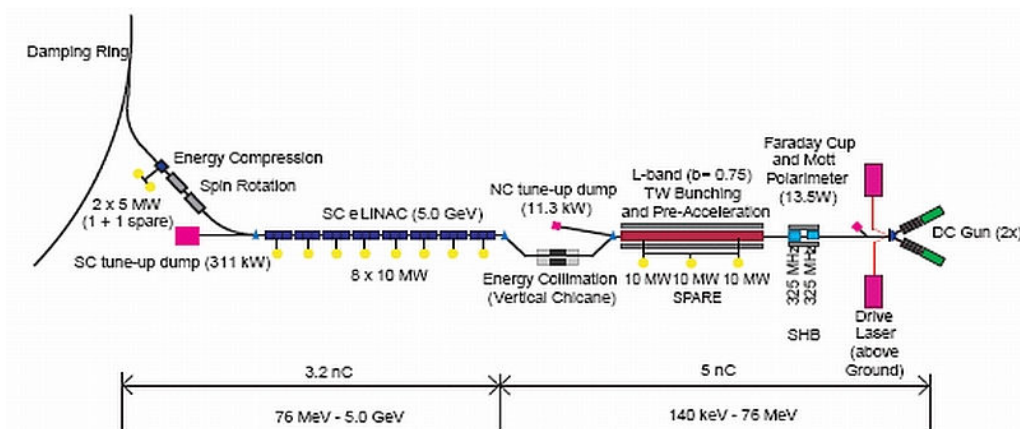 Damping Ring
Energy Compression
Spin Rotation
2 x 5 MW
(1 + 1 spare)
SC tune-up dump (311 kW)
SC e LINAC (5.0 GeV)
8 x 10 MW
NC tune-up dump
(11.3 kW)
Energy Collimation
(Vertical Chicane)
L-band (b= 0.75)
TW Bunching
and Pre-Acceleration
10 MW 10 MW 10 MW
SPARE
Faraday Cup
and Mott
Polarimeter
(13.5W)
325 MHz
325 MHz
SHB
DC Gun (2x)
Drive
Laser
(above
Ground)
3.2 nC
5 nC
76 MeV - 5.0 GeV
140 keV - 76 MeV